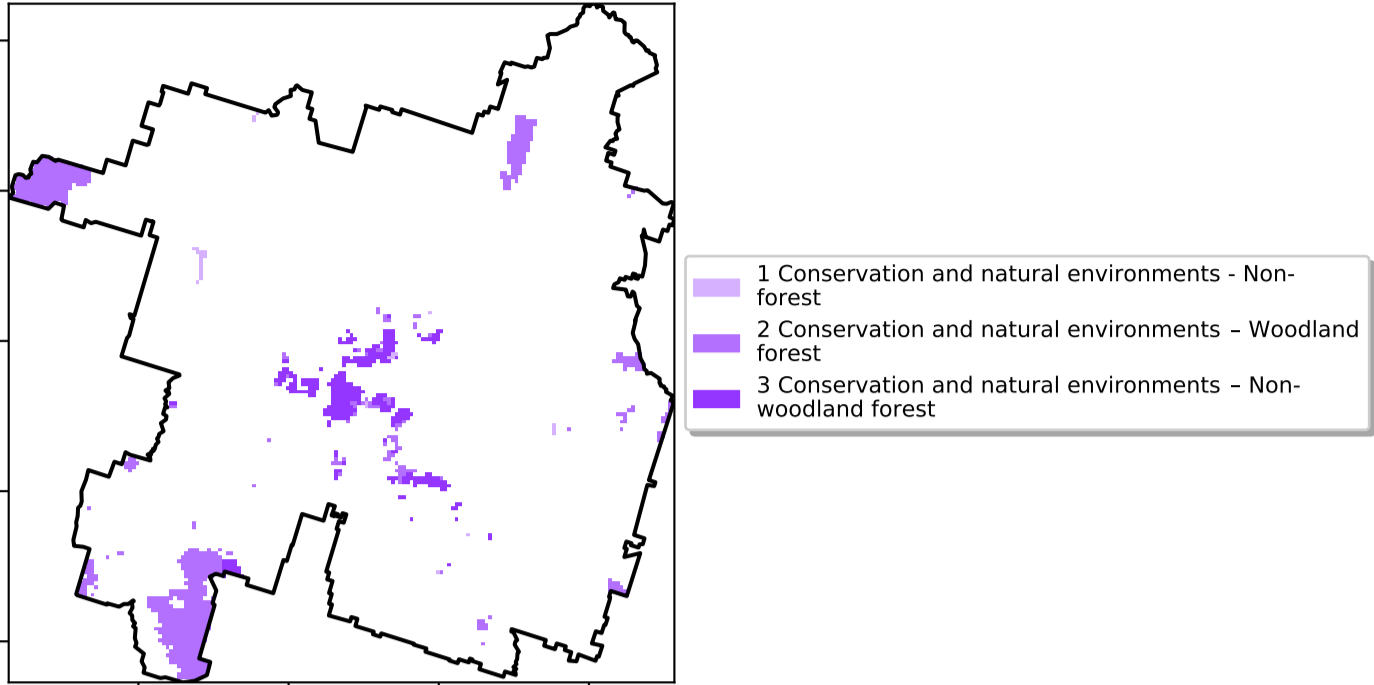 1 Conservation and natural environments - Non-
forest
2 Conservation and natural environments – Woodland
forest
3 Conservation and natural environments – Non-
woodland forest